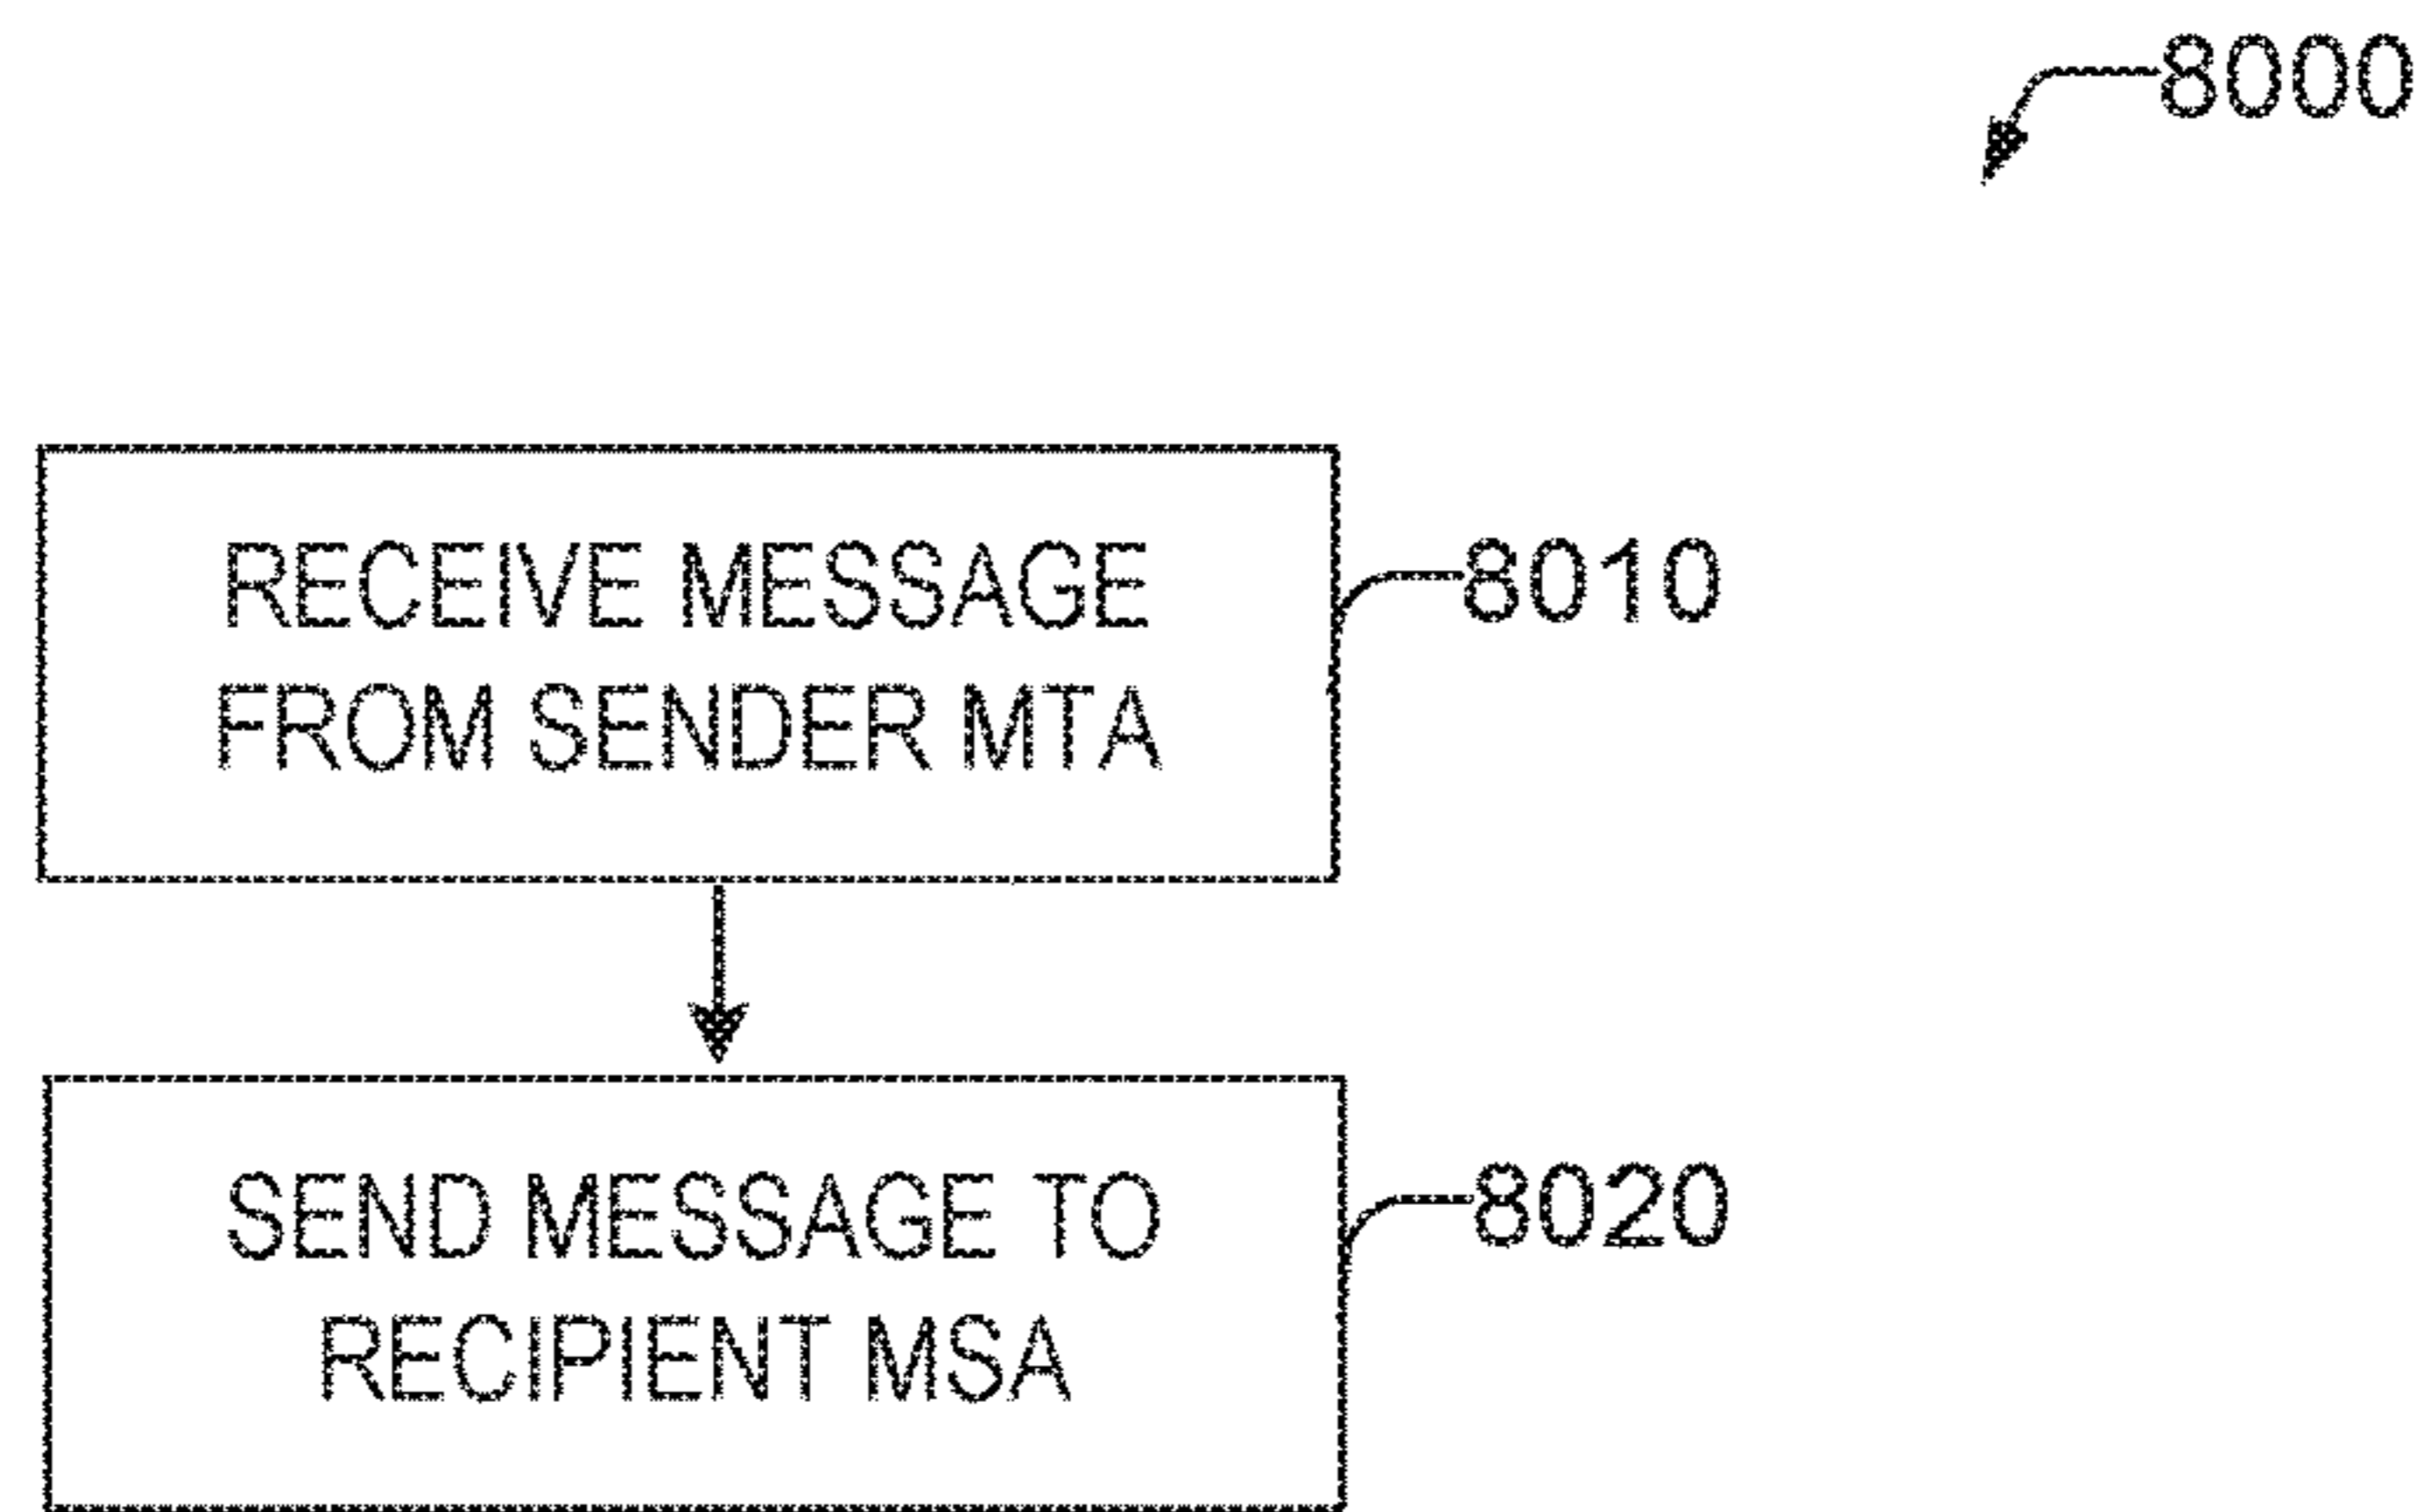 8000
RECEIVE MESSAGE
FROM SENDER MTA
8010
SEND MESSAGE TO
RECIPIENT MSA
8020